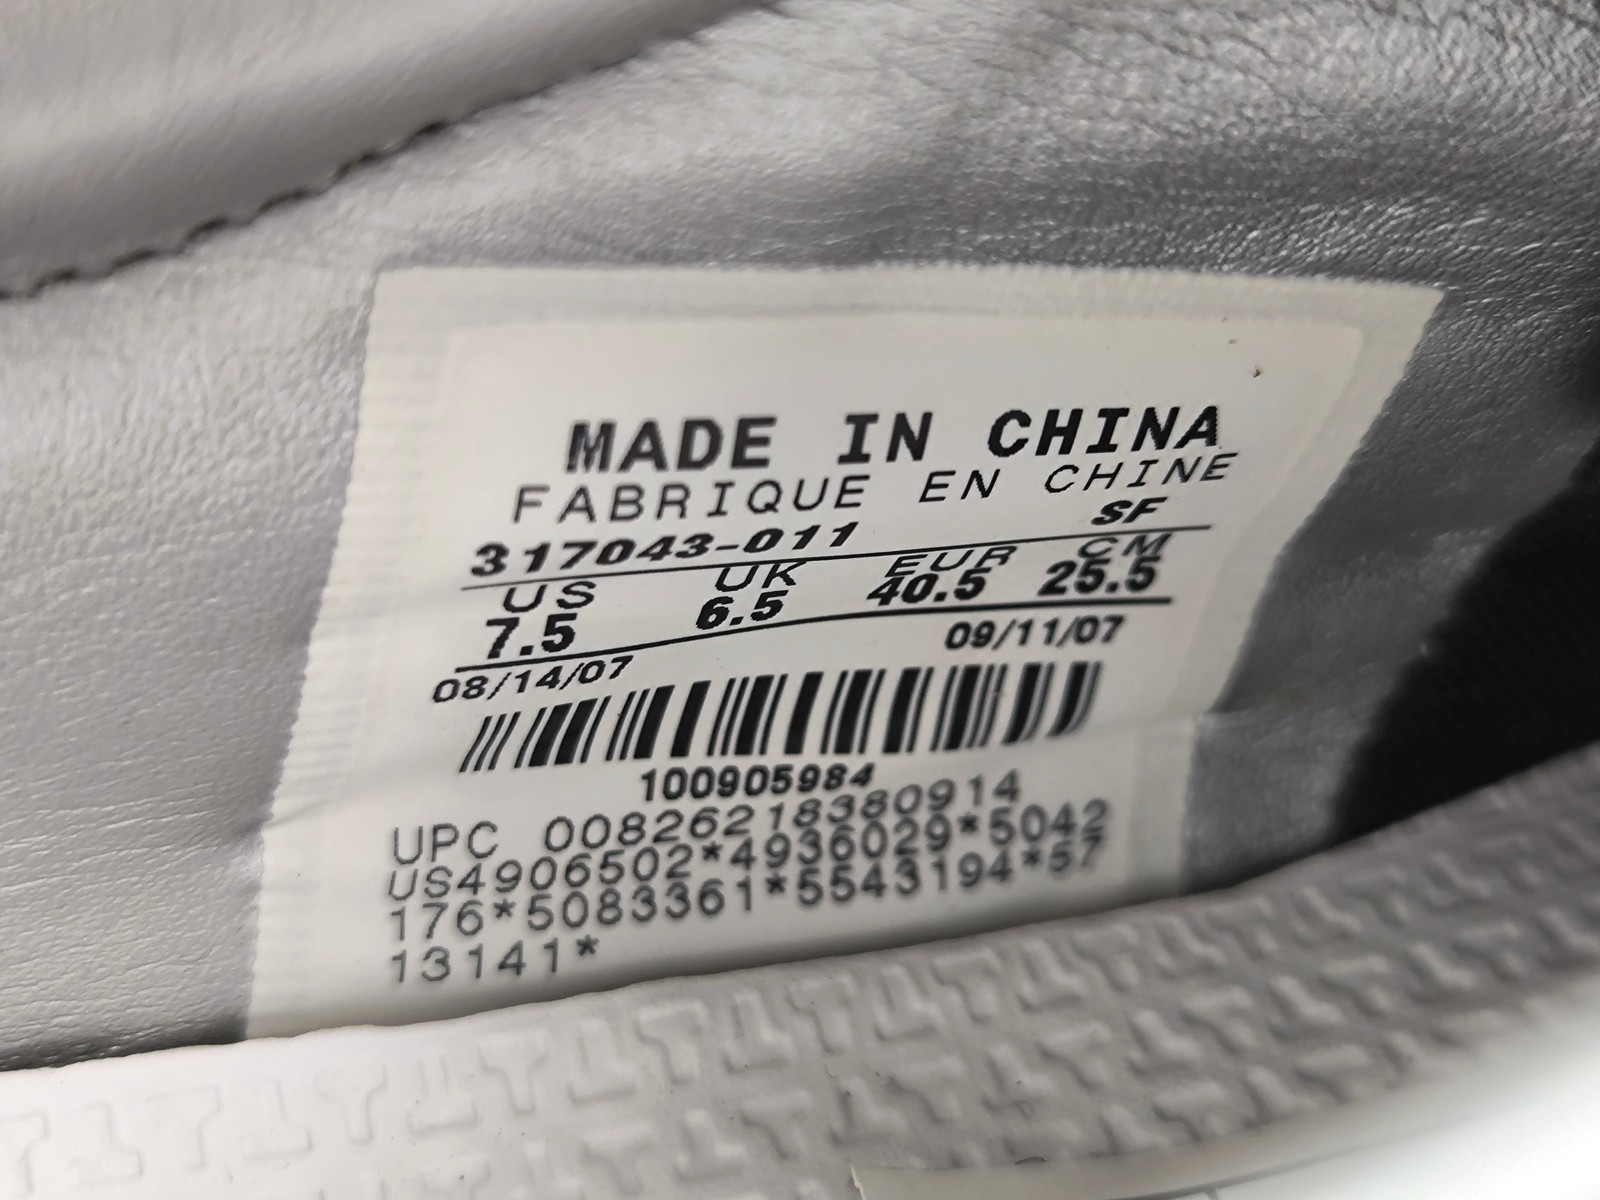 MADE IN CHINA
FABRIQUE EN CHINE
317043-011 SF
US UK EUR CM
7.5 6.5 40.5 25.5
08/14/07 09/11/07
100905984
UPC 00826218380914
US4906502*4936029*5042
176*5083361*5543194*57
13141*